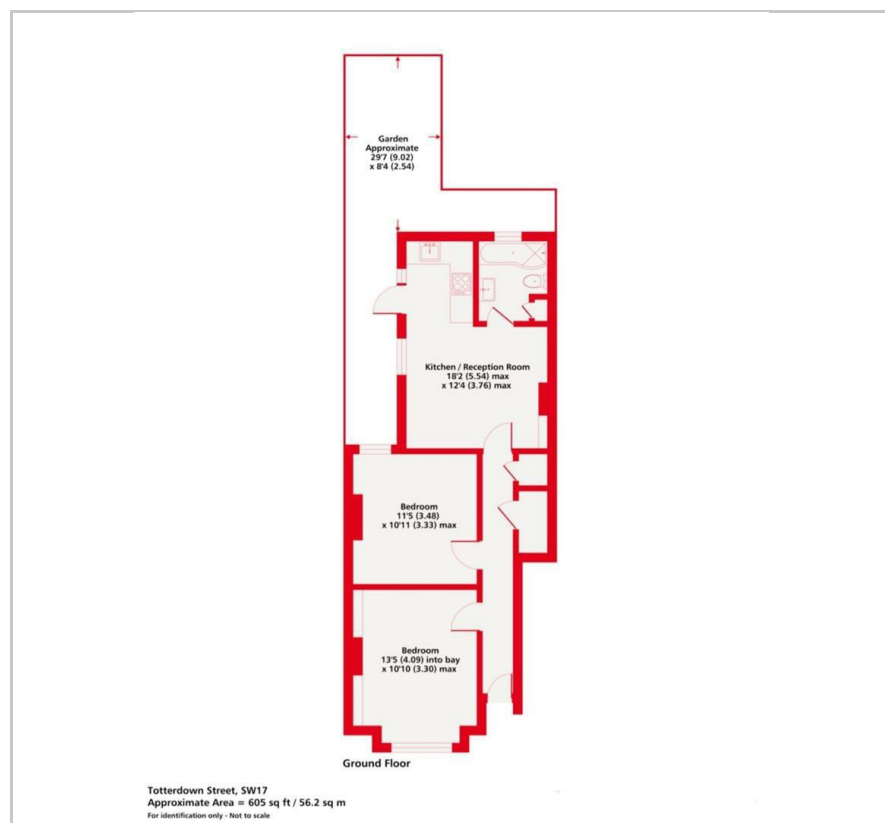 Garden
Approximate
29'7 (9.02)
x 8'4 (2.54)
Kitchen / Reception Room
18'2 (5.54) max
x 12'4 (3.76) max
Bedroom
11'5 (3.48)
x 10'11 (3.33) max
Bedroom
13'5 (4.09) into bay
x 10'10 (3.30) max
Ground Floor
Totterdown Street, SW17
Approximate Area = 605 sq ft / 56.2 sq m
For identification only - Not to scale